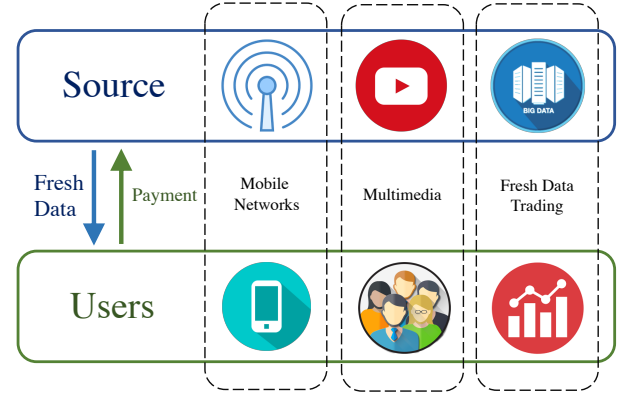 Source
BIG DATA
Fresh
Data
Payment
Mobile
Networks
Multimedia
Fresh Data
Trading
Users